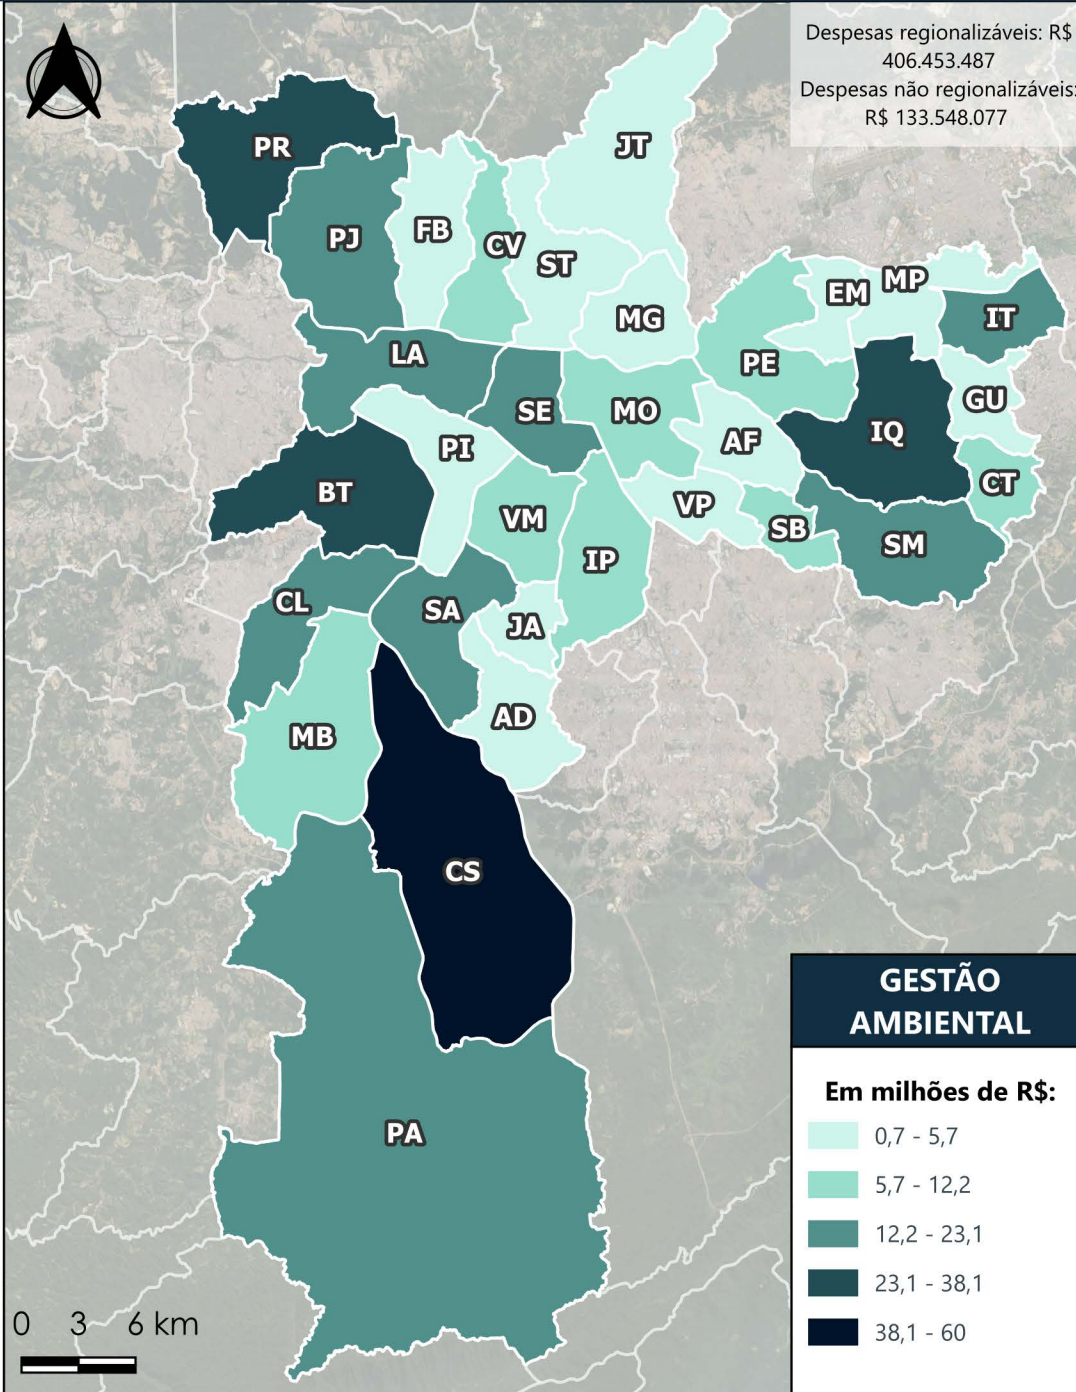 Despesas regionalizáveis: R$
406.453.487
Despesas não regionalizáveis:
R$ 133.548.077
JT
PR
PJ
FB
CV
ST
MG
EM
MP
IT
PE
LA
SE
MO
AF
IQ
GU
PI
CT
BT
VM
VP
SB
SM
IP
CL
SA
JA
AD
MB
CS
PA
GESTÃO
AMBIENTAL
Em milhões de R$:
0,7 - 5,7
5,7 - 12,2
12,2 - 23,1
23,1 - 38,1
38,1 - 60
0 3 6 km